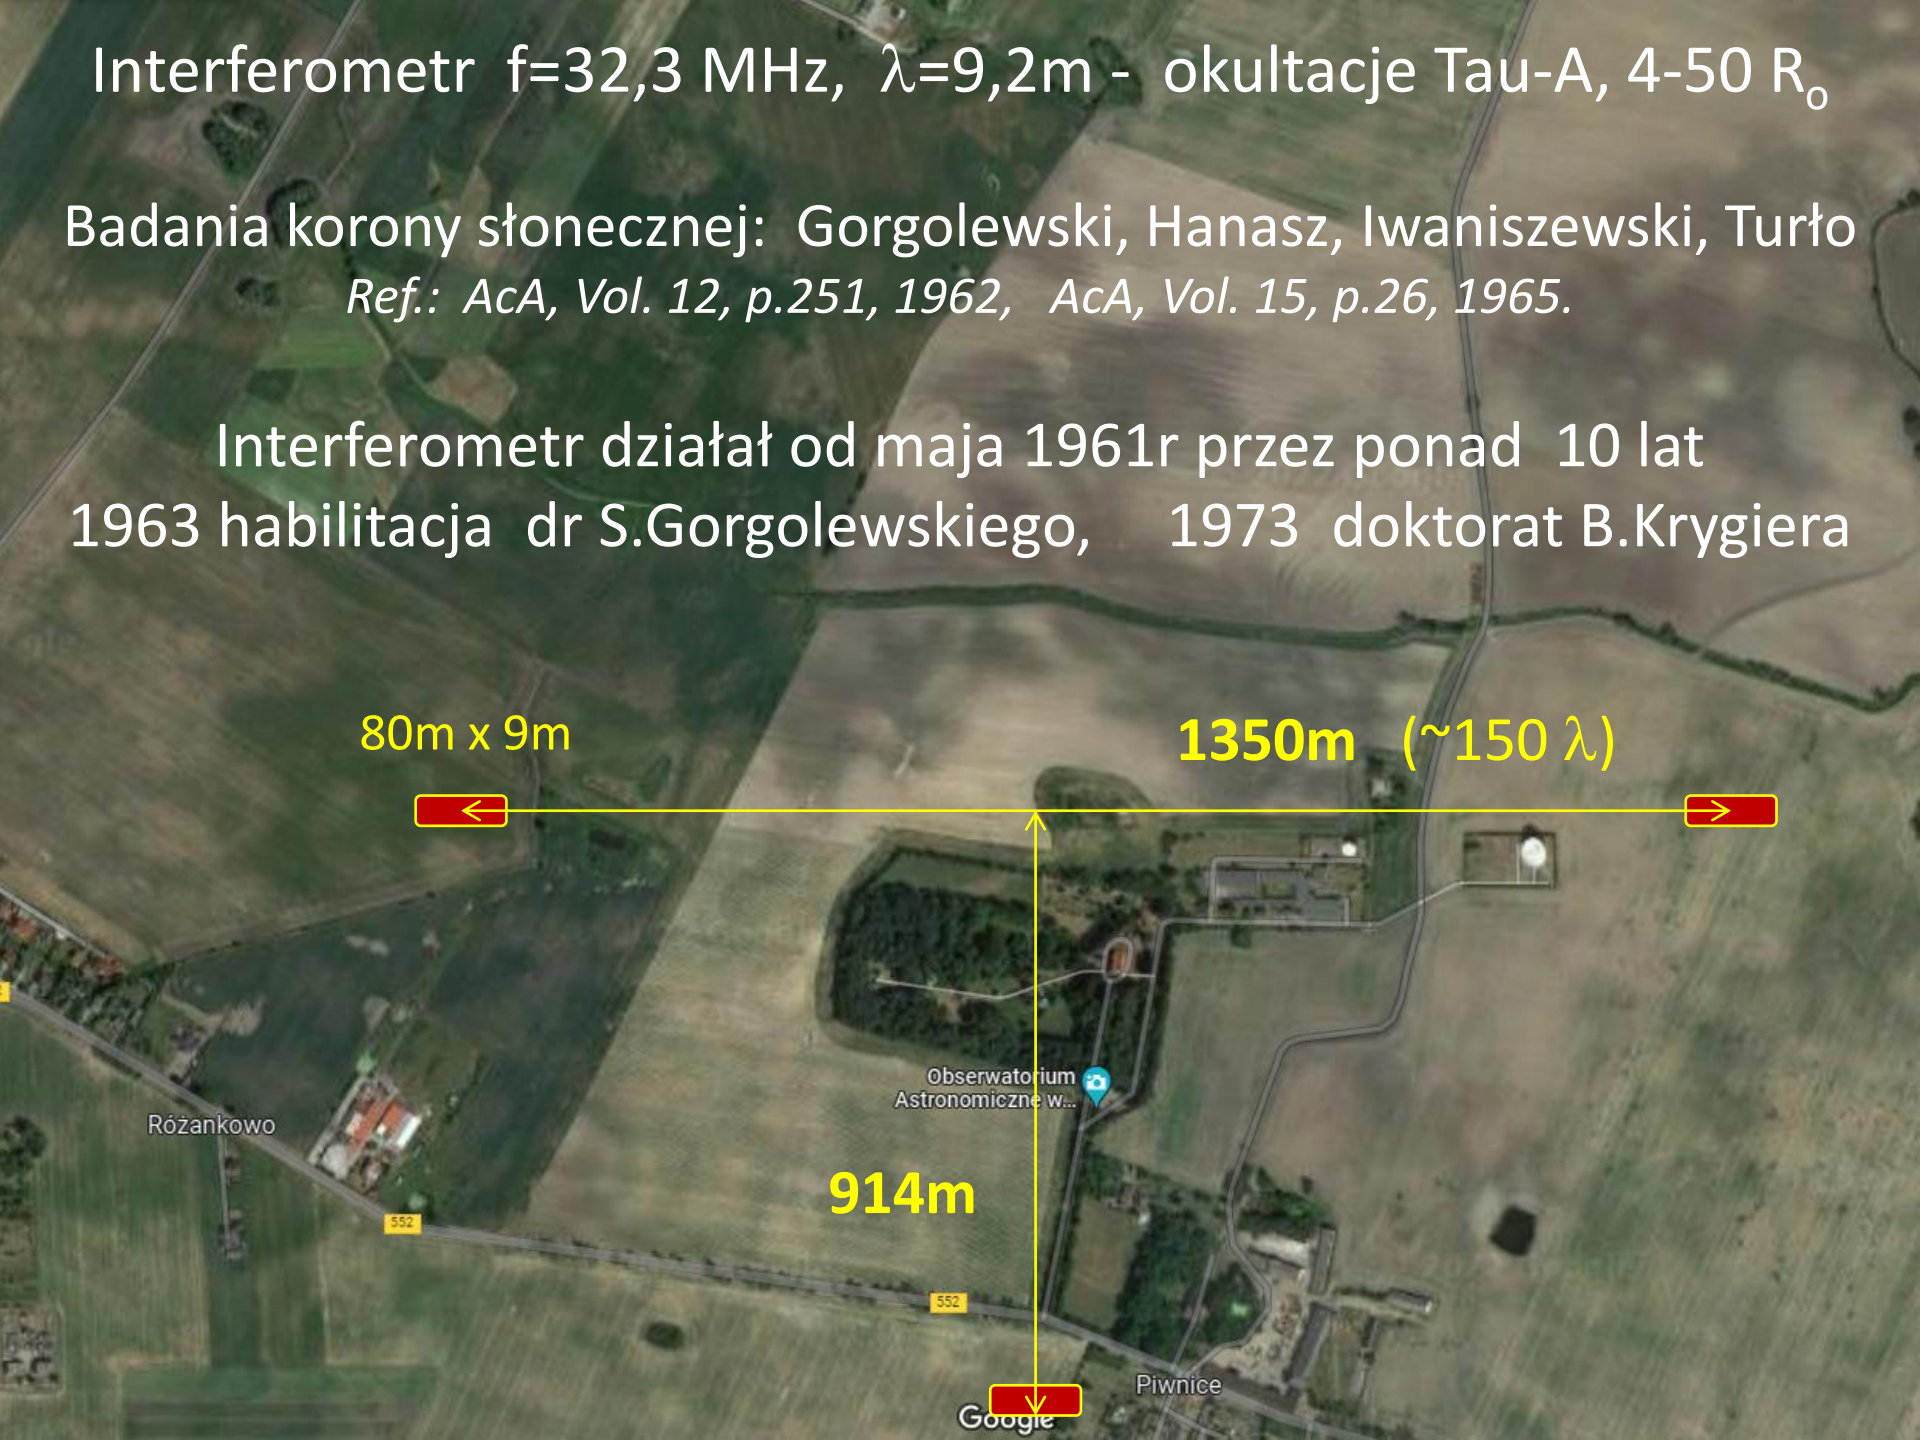 Interferometr f=32,3 MHz, λ=9,2m - okultacje Tau-A, 4-50 Ro
Badania korony słonecznej: Gorgolewski, Hanasz, Iwaniszewski, Turło
Ref.: AcA, Vol. 12, p.251, 1962, AcA, Vol. 15, p.26, 1965.
Interferometr działał od maja 1961r przez ponad 10 lat
1963 habilitacja dr S.Gorgolewskiego, 1973 doktorat B.Krygiera
80m x 9m
1350m (~150 λ)
Obserwatorium
Astronomiczne w...
Różankowo
914m
552
552
Piwnice
Google